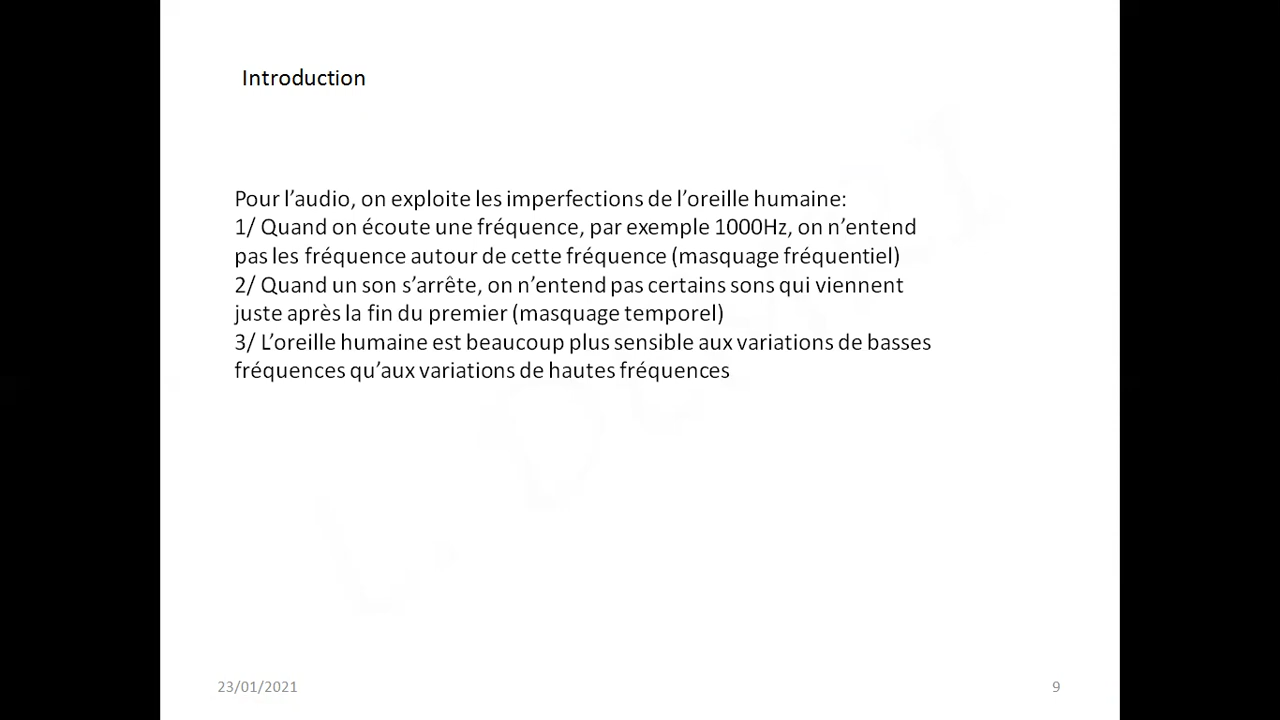 Introduction
Pour l’audio, on exploite les imperfections de l’oreille humaine:
1/ Quand on écoute une fréquence, par exemple 1000Hz, on n’entend
pas les fréquence autour de cette fréquence (masquage fréquentiel)
2/ Quand un son s’arrête, on n’entend pas certains sons qui viennent
juste après la fin du premier (masquage temporel)
3/ L’oreille humaine est beaucoup plus sensible aux variations de basses
fréquences qu’aux variations de hautes fréquences
23/01/2021
9